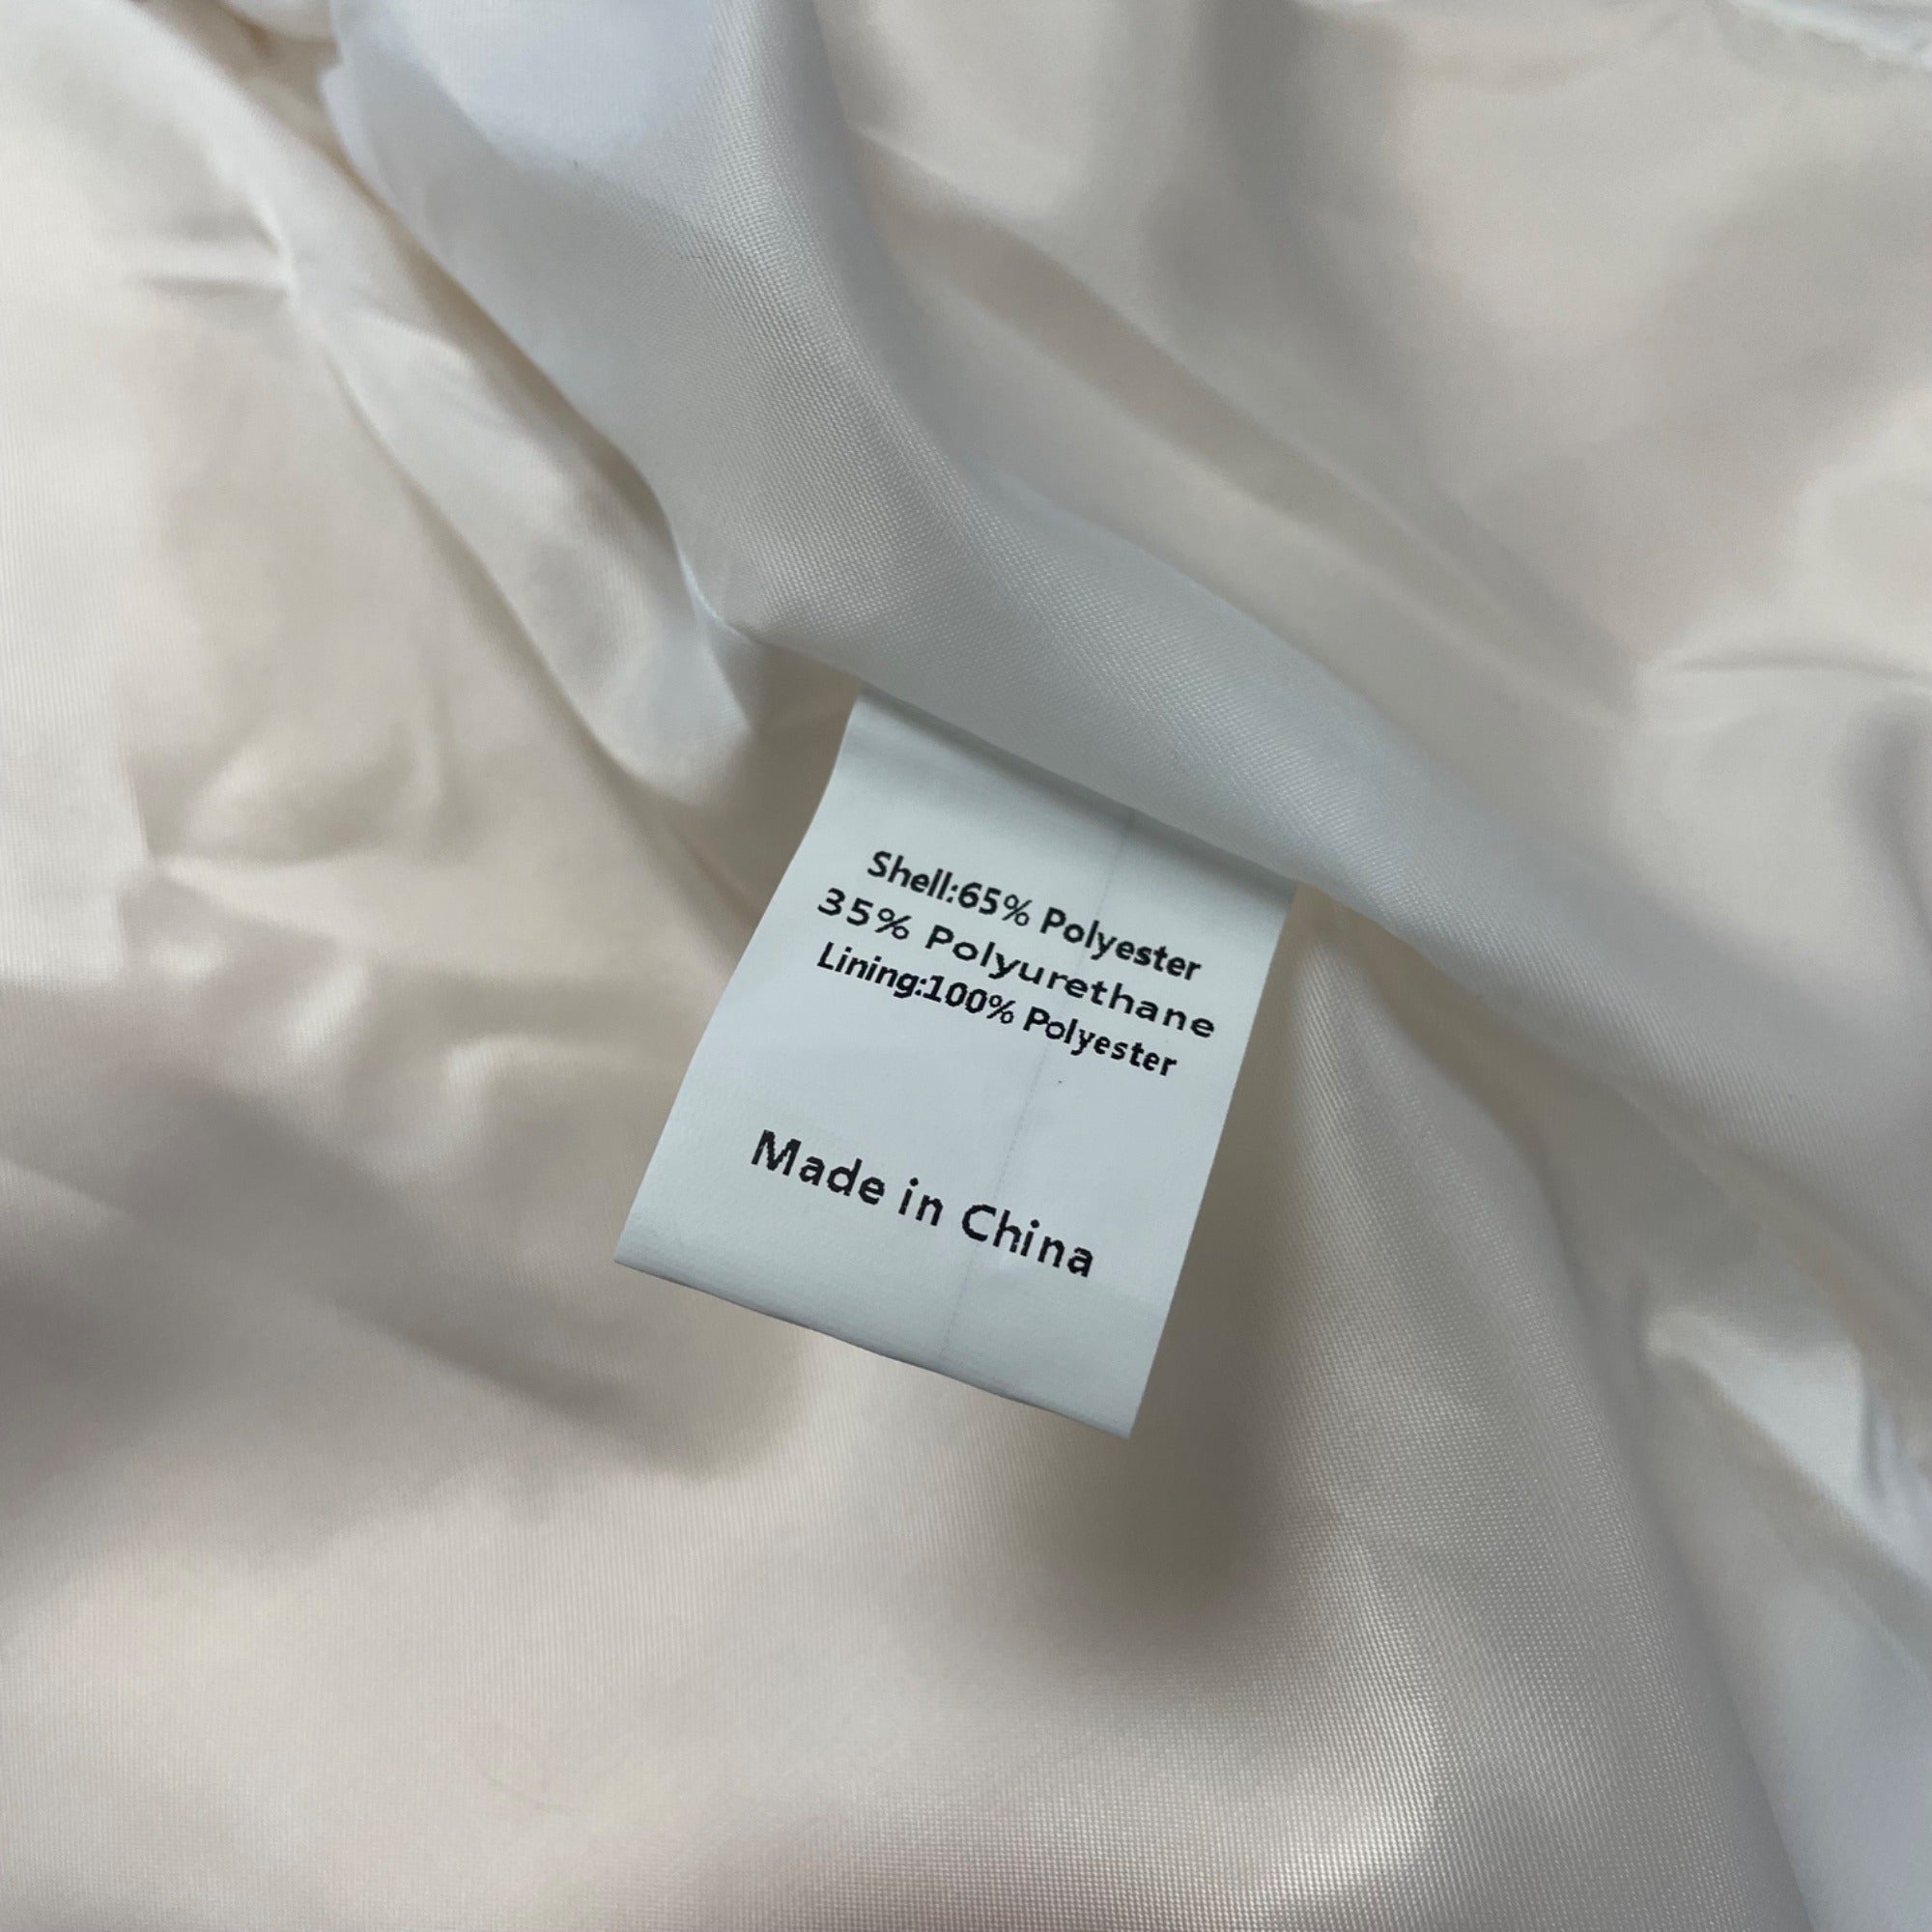 Shell:65% Polyester
35% Polyurethane
Lining:100% Polyester
Made in China